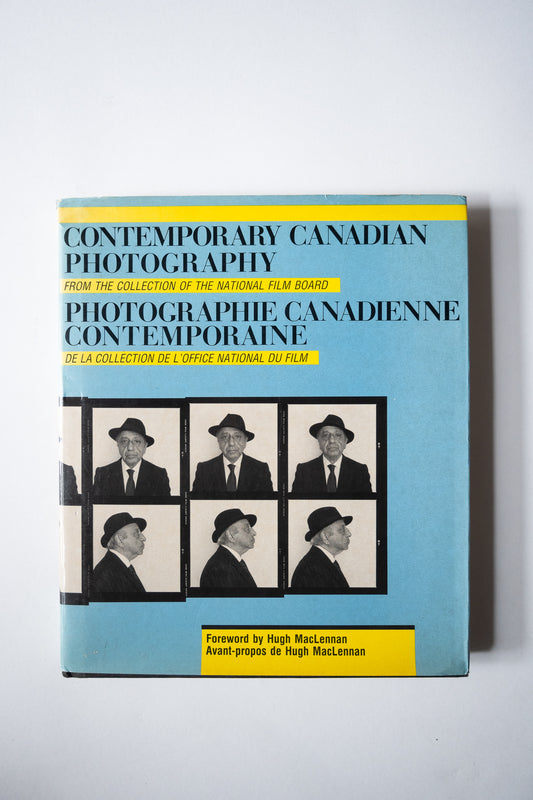 CONTEMPORARY CANADIAN
PHOTOGRAPHY
FROM THE COLLECTION OF THE NATIONAL FILM BOARD
PHOTOGRAPHIE CANADIENNE
CONTEMPORAINE
DE LA COLLECTION DE L'OFFICE NATIONAL DU FILM
Foreword by Hugh MacLennan
Avant-propos de Hugh MacLennan